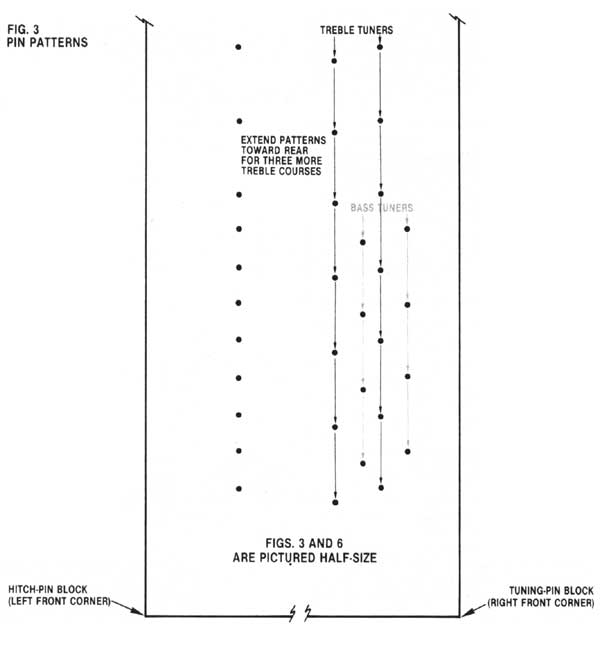 FIG. 3
PIN PATTERNS
TREBLE TUNERS
EXTEND PATTERNS
TOWARD REAR
FOR THREE MORE
TREBLE COURSES
BASS TUNERS
FIGS. 3 AND 6
ARE PICTURED HALF-SIZE
HITCH-PIN BLOCK
(LEFT FRONT CORNER)
TUNING-PIN BLOCK
(RIGHT FRONT CORNER)